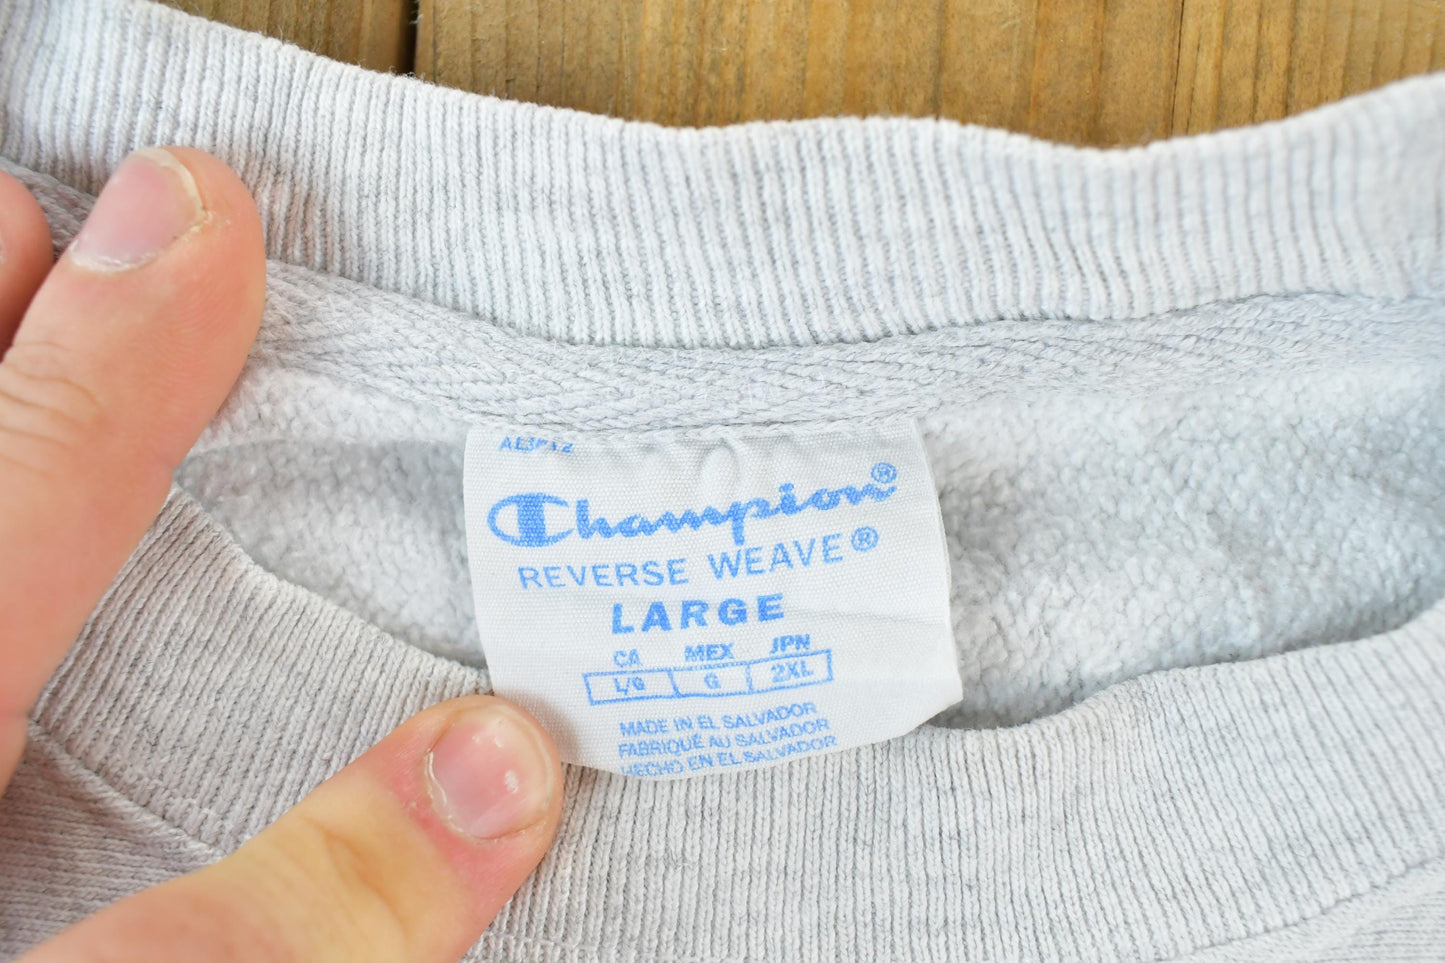 Champion®
REVERSE WEAVE®
LARGE
CA MEX JPN
L/G G 2XL
MADE IN EL SALVADOR
FABRIQUÉ AU SALVADOR
HECHO EN EL SALVADOR